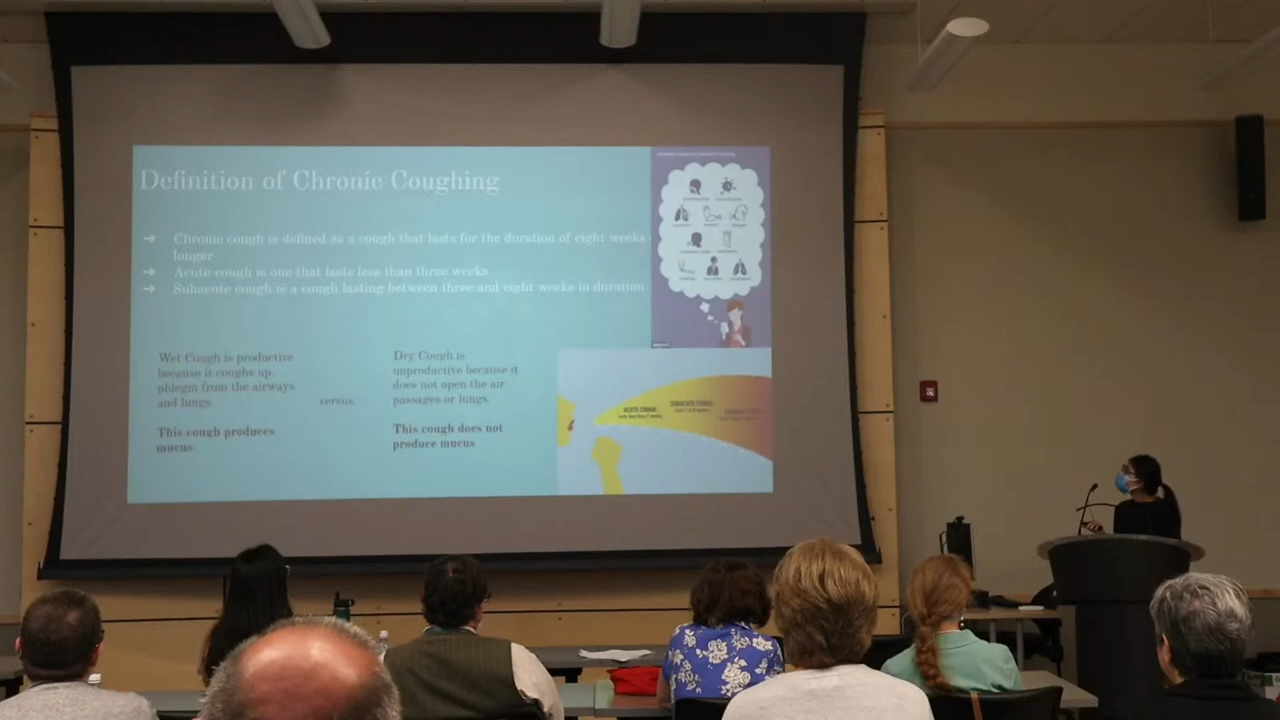 Definition of Chronic Coughing
→ Chronic cough is defined as a cough that lasts for the duration of eight weeks
longer
→ Acute cough is one that lasts less than three weeks
→ Subacute cough is a cough lasting between three and eight weeks in duration
Wet Cough is productive
because it coughs up
phlegm from the airways
and lungs
This cough produces
mucus
versus
Dry Cough is
unproductive because it
does not open the air
passages or lungs
This cough does not
produce mucus
ACUTE COUGH:
SUBACUTE COUGH: